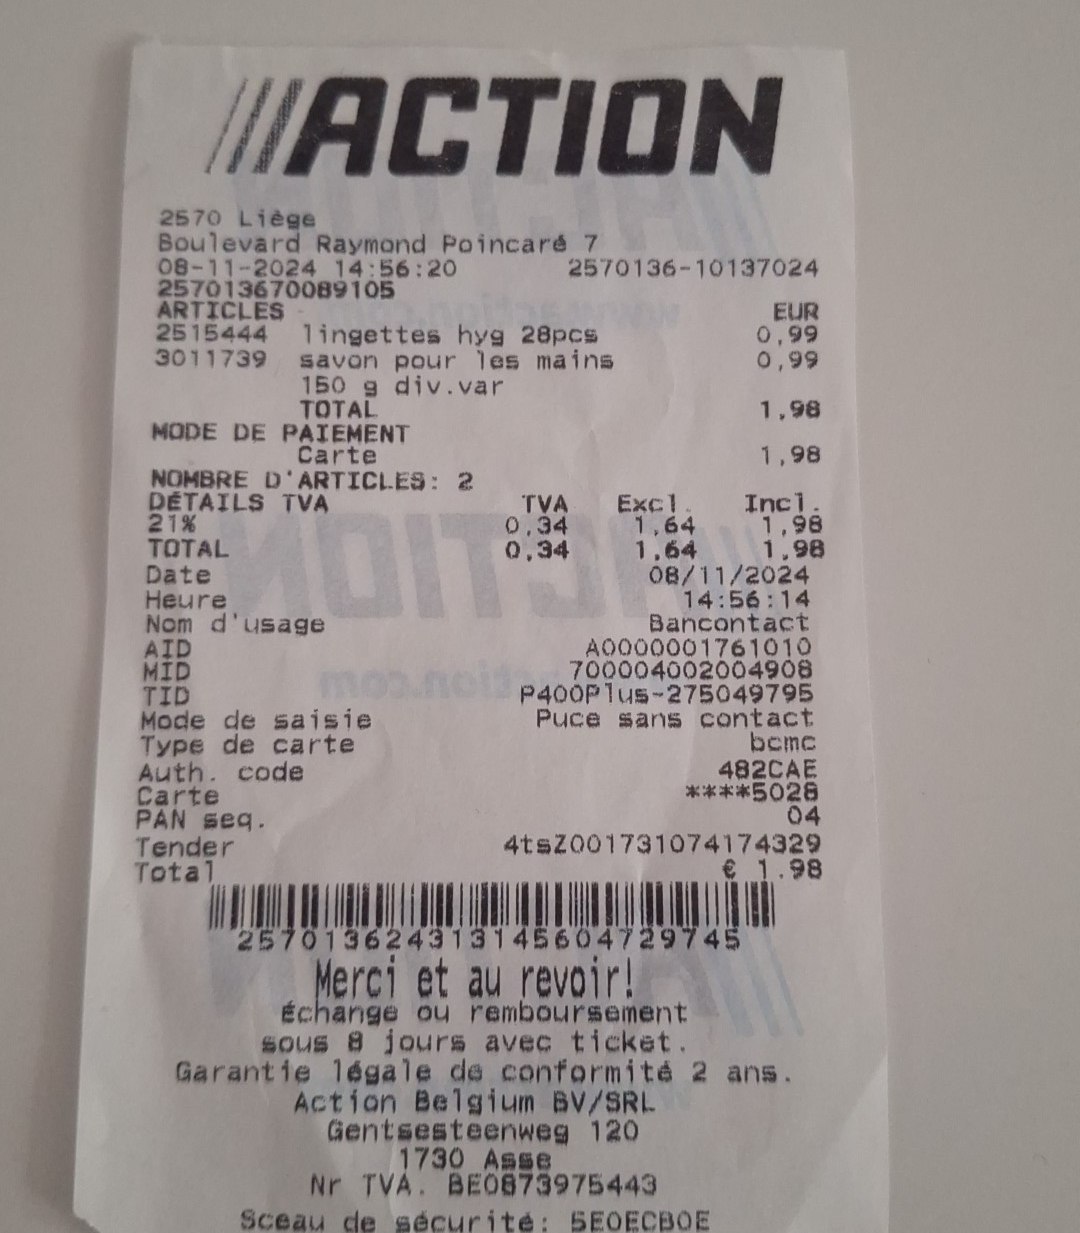 ACTION
2570 Liège
Boulevard Raymond Poincaré 7
08-11-2024 14:56:20 2570136-10137024
257013670089105
ARTICLES EUR
2515444 lingettes hyg 28pcs 0,99
3011739 savon pour les mains 0,99
150 g div.var
TOTAL 1,98
MODE DE PAIEMENT
Carte 1,98
NOMBRE D'ARTICLES: 2
DÉTAILS TVA TVA Excl. Incl.
21% 0,34 1,64 1,98
TOTAL 0,34 1,64 1,98
Date 08/11/2024
Heure 14:56:14
Nom d'usage Bancontact
AID A0000001761010
MID 700004002004908
TID P400Plus-275049795
Mode de saisie Puce sans contact
Type de carte bcmc
Auth. code 482CAE
Carte ****5028
PAN seq. 04
Tender 4tsZ001731074174329
Total € 1.98
257013624313145604729745
Merci et au revoir!
Échange ou remboursement
sous 8 jours avec ticket.
Garantie légale de conformité 2 ans.
Action Belgium BV/SRL
Gentsesteenweg 120
1730 Asse
Nr TVA. BE0873975443
Sceau de sécurité: 5E0ECB0E